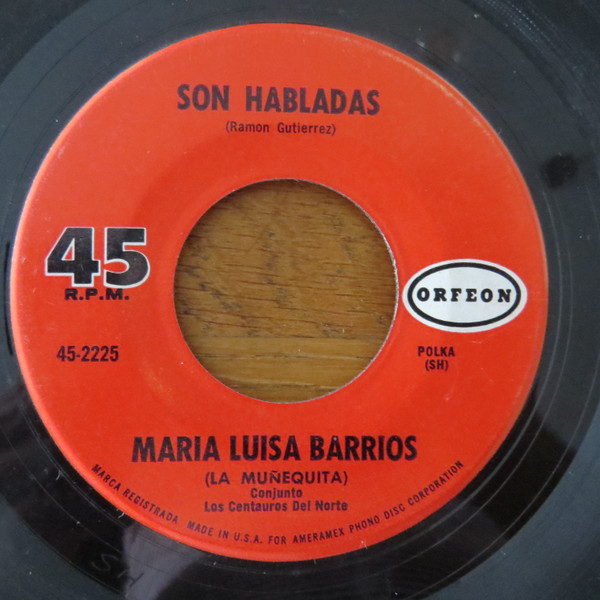 SON HABLADAS
(Ramon Gutierrez)
45
R.P.M.
ORFEON
45-2225
POLKA
(SH)
MARIA LUISA BARRIOS
(LA MUÑEQUITA)
Conjunto
Los Centauros Del Norte
MARCA REGISTRADA MADE IN U.S.A. FOR AMERAMEX PHONO DISC CORPORATION